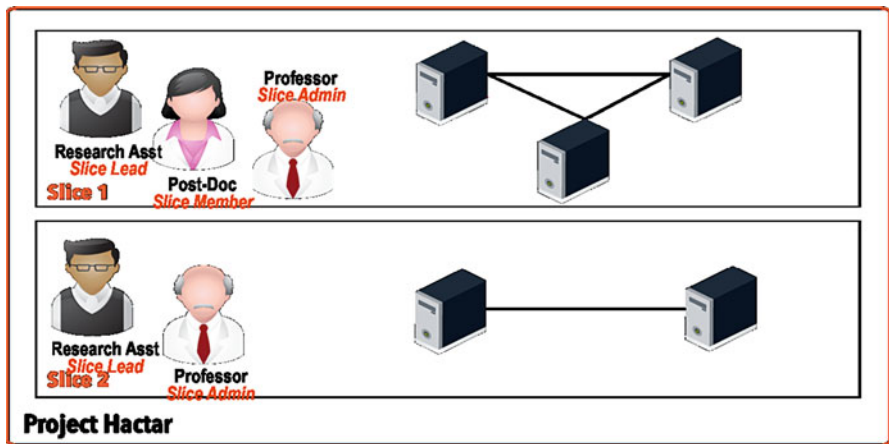 Professor
Slice Admin
Research Asst
Slice Lead
Slice 1
Post-Doc
Slice Member
Research Asst
Slice Lead
Slice 2
Professor
Slice Admin
Project Hactar